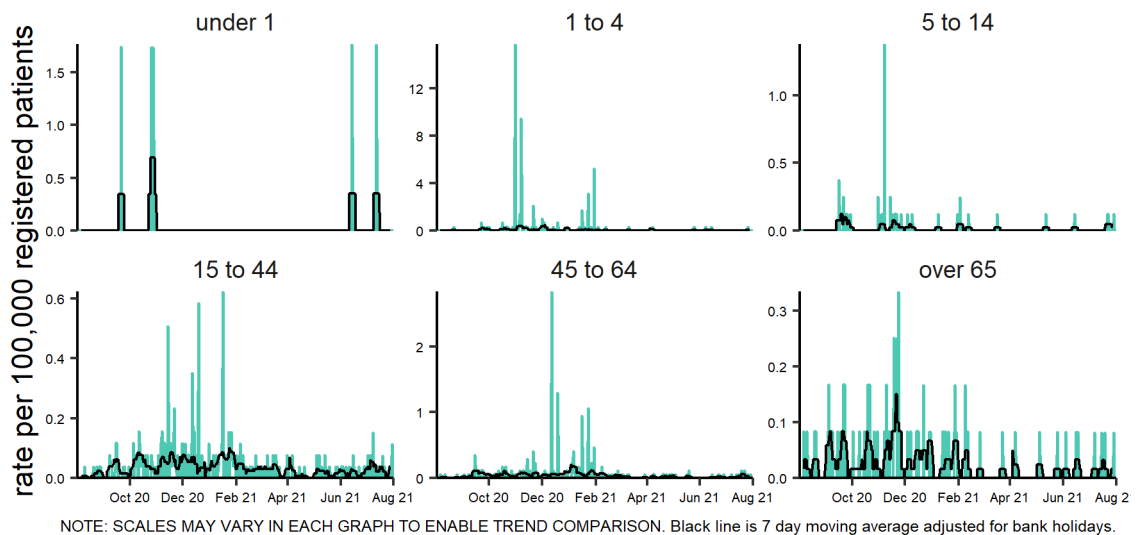 rate per 100,000 registered patients
under 1
1 to 4
5 to 14
1.5
1.0
0.5
0.0
12
8
4
0
1.0
0.5
0.0
15 to 44
45 to 64
over 65
0.6
0.4
0.2
0.0
2
1
0
0.3
0.2
0.1
0.0
Oct 20 Dec 20 Feb 21 Apr 21 Jun 21 Aug 21
Oct 20 Dec 20 Feb 21 Apr 21 Jun 21 Aug 21
Oct 20 Dec 20 Feb 21 Apr 21 Jun 21 Aug 21
NOTE: SCALES MAY VARY IN EACH GRAPH TO ENABLE TREND COMPARISON. Black line is 7 day moving average adjusted for bank holidays.